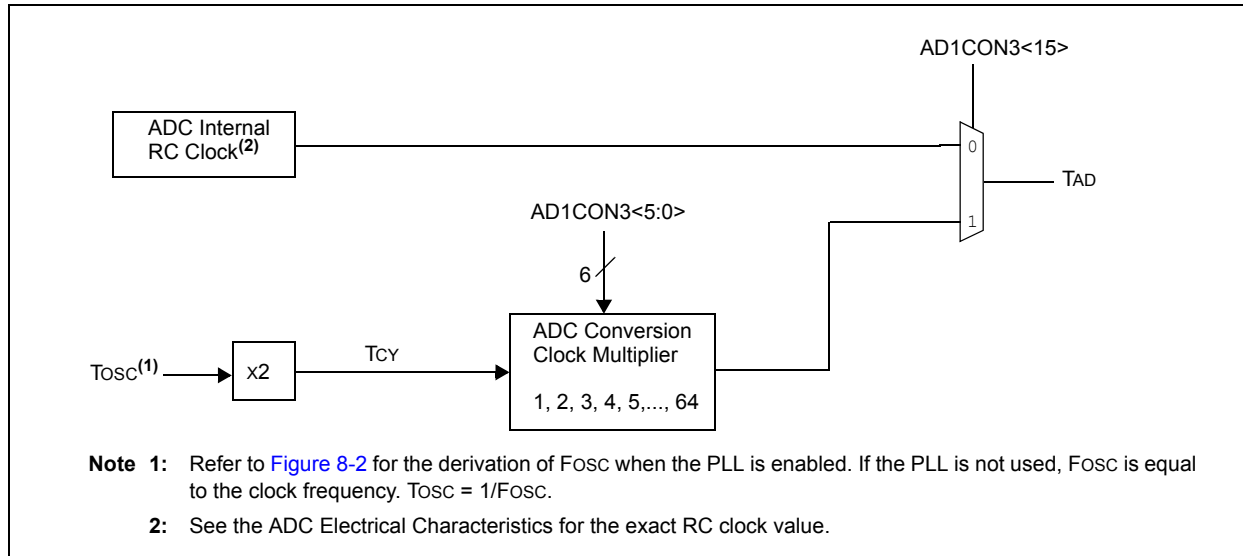 AD1CON3<15>
ADC Internal
RC Clock(2)
0
TAD
AD1CON3<5:0>
1
6
ADC Conversion
Clock Multiplier
TOSC(1)
X2
TCY
1, 2, 3, 4, 5,..., 64
Note 1: Refer to Figure 8-2 for the derivation of FOSC when the PLL is enabled. If the PLL is not used, FOSC is equal
to the clock frequency. TOSC = 1/FOSC.
2: See the ADC Electrical Characteristics for the exact RC clock value.